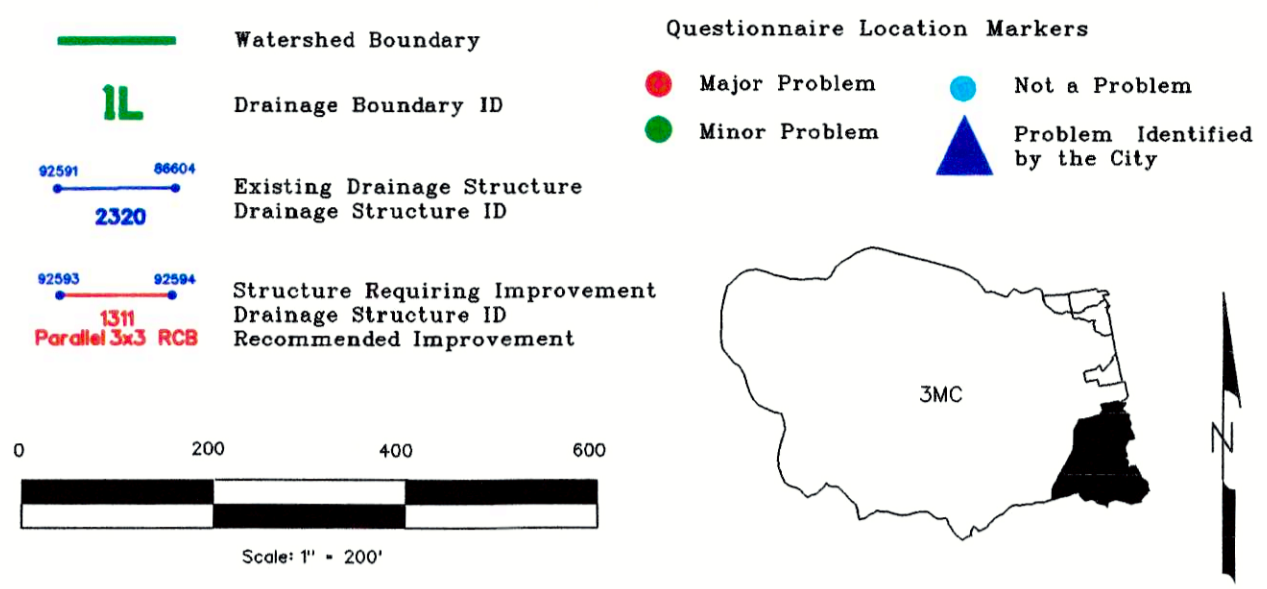 Watershed Boundary
1L
Drainage Boundary ID
92591 86604
2320
Existing Drainage Structure
Drainage Structure ID
92593 92594
1311
Parallel 3x3 RCB
Structure Requiring Improvement
Drainage Structure ID
Recommended Improvement
0 200 400 600
Scale: 1" = 200'
Questionnaire Location Markers
Major Problem
Minor Problem
Not a Problem
Problem Identified
by the City
3MC
N